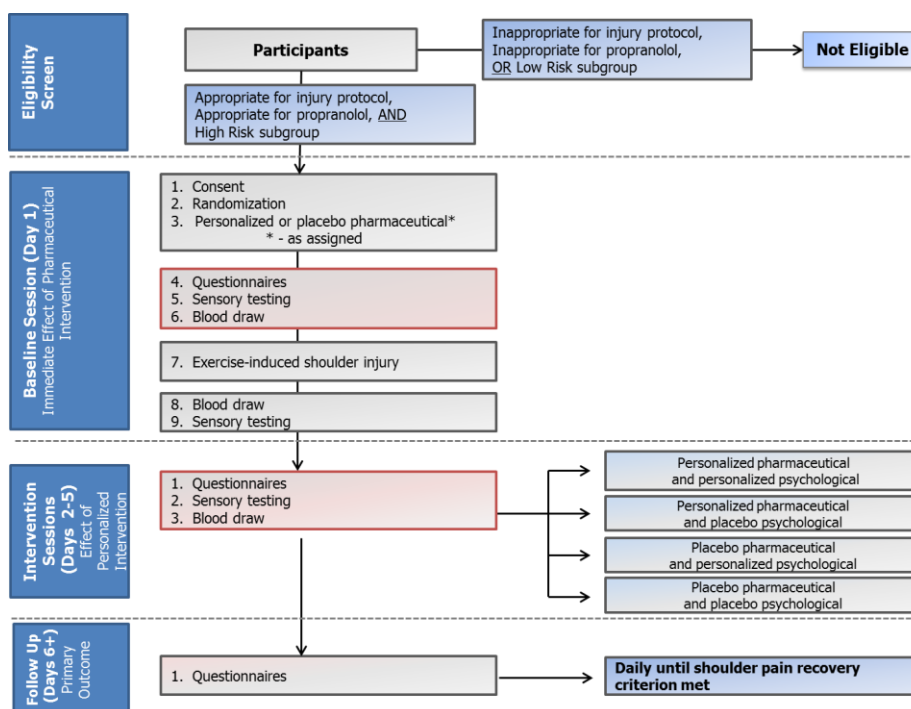 Eligibility
Screen
Participants
Inappropriate for injury protocol,
Inappropriate for propranolol,
OR Low Risk subgroup
Not Eligible
Appropriate for injury protocol,
Appropriate for propranolol, AND
High Risk subgroup
Baseline Session (Day 1)
Immediate Effect of Pharmaceutical
Intervention
1. Consent
2. Randomization
3. Personalized or placebo pharmaceutical*
* - as assigned
4. Questionnaires
5. Sensory testing
6. Blood draw
7. Exercise-induced shoulder injury
8. Blood draw
9. Sensory testing
Intervention
Sessions
(Days 2-5)
Effect of
Personalized
Intervention
1. Questionnaires
2. Sensory testing
3. Blood draw
Personalized pharmaceutical
and personalized psychological
Personalized pharmaceutical
and placebo psychological
Placebo pharmaceutical
and personalized psychological
Placebo pharmaceutical
and placebo psychological
Follow Up
(Days 6+)
Primary
Outcome
1. Questionnaires
Daily until shoulder pain recovery
criterion met